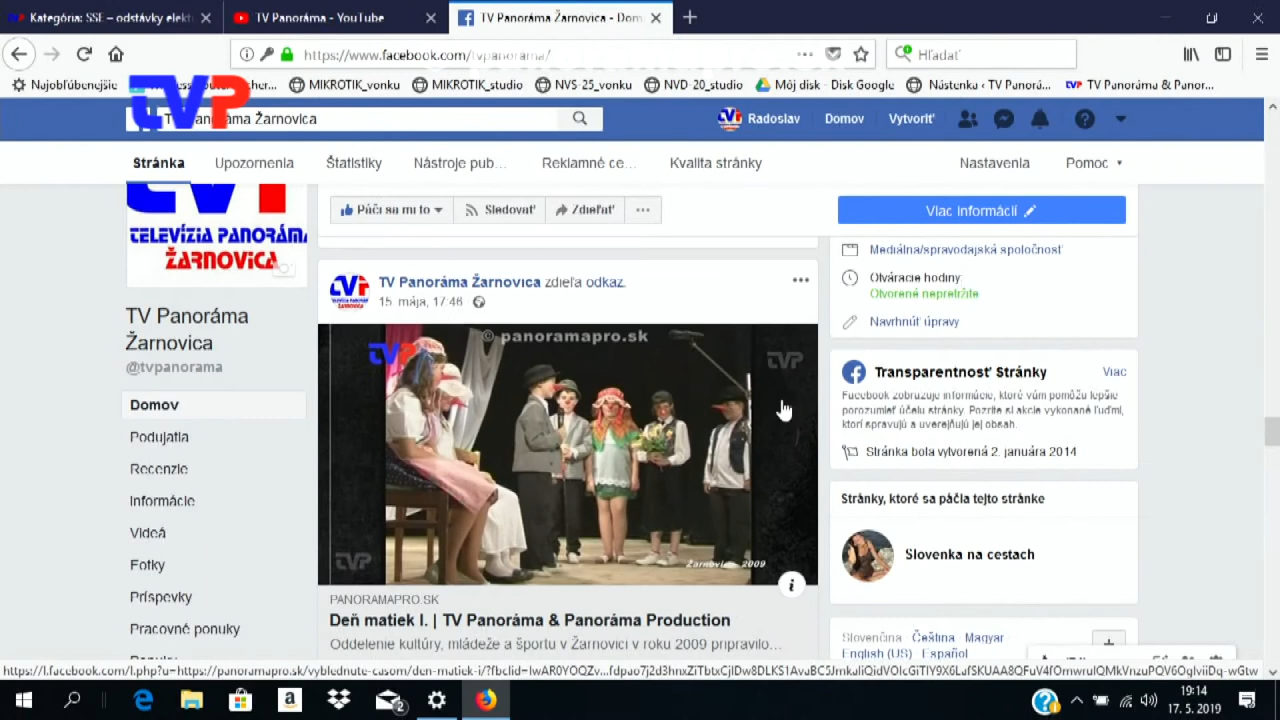 Kategória: SSE – odstávky elekt
TV Panoráma - YouTube
TV Panoráma Žarnovica - Dom
https://www.facebook.com/tvpanorama/
Hľadať
Najobľúbenejšie
MIKROTIK_vonku
MIKROTIK_studio
NVS-25_vonku
NVD-20_studio
Môj disk - Disk Google
Nástenka ‹ TV Panorá...
TV Panoráma & Panor...
TVP
TV Panoráma Žarnovica
Radoslav
Domov
Vytvoriť
Stránka
Upozornenia
Štatistiky
Nástroje pub...
Reklamné ce...
Kvalita stránky
Nastavenia
Pomoc
TELEVÍZIA PANORÁMA
ŽARNOVICA
TV Panoráma
Žarnovica
@tvpanorama
Domov
Podujatia
Recenzie
Informácie
Videá
Fotky
Príspevky
Pracovné ponuky
Páči sa mi to
Sledovať
Zdieľať
TV Panoráma Žarnovica zdieľa odkaz.
15. mája, 17:46
© panoramapro.sk
TVP
TVP
TVP
Žarnovica 2009
PANORAMAPRO.SK
Deň matiek I. | TV Panoráma & Panoráma Production
Oddelenie kultúry, mládeže a športu v Žarnovici v roku 2009 pripravilo...
Viac informácií
Mediálna/spravodajská spoločnosť
Otváracie hodiny:
Otvorené nepretržite
Navrhnúť úpravy
Transparentnosť Stránky
Viac
Facebook zobrazuje informácie, ktoré vám pomôžu lepšie
porozumieť účelu stránky. Pozrite si akcie vykonané ľuďmi,
ktorí spravujú a uverejňujú jej obsah.
Stránka bola vytvorená 2. januára 2014
Stránky, ktoré sa páčia tejto stránke
Slovenka na cestach
Slovenčina Čeština Magyar
English (US) Español
19:14
17. 5. 2019